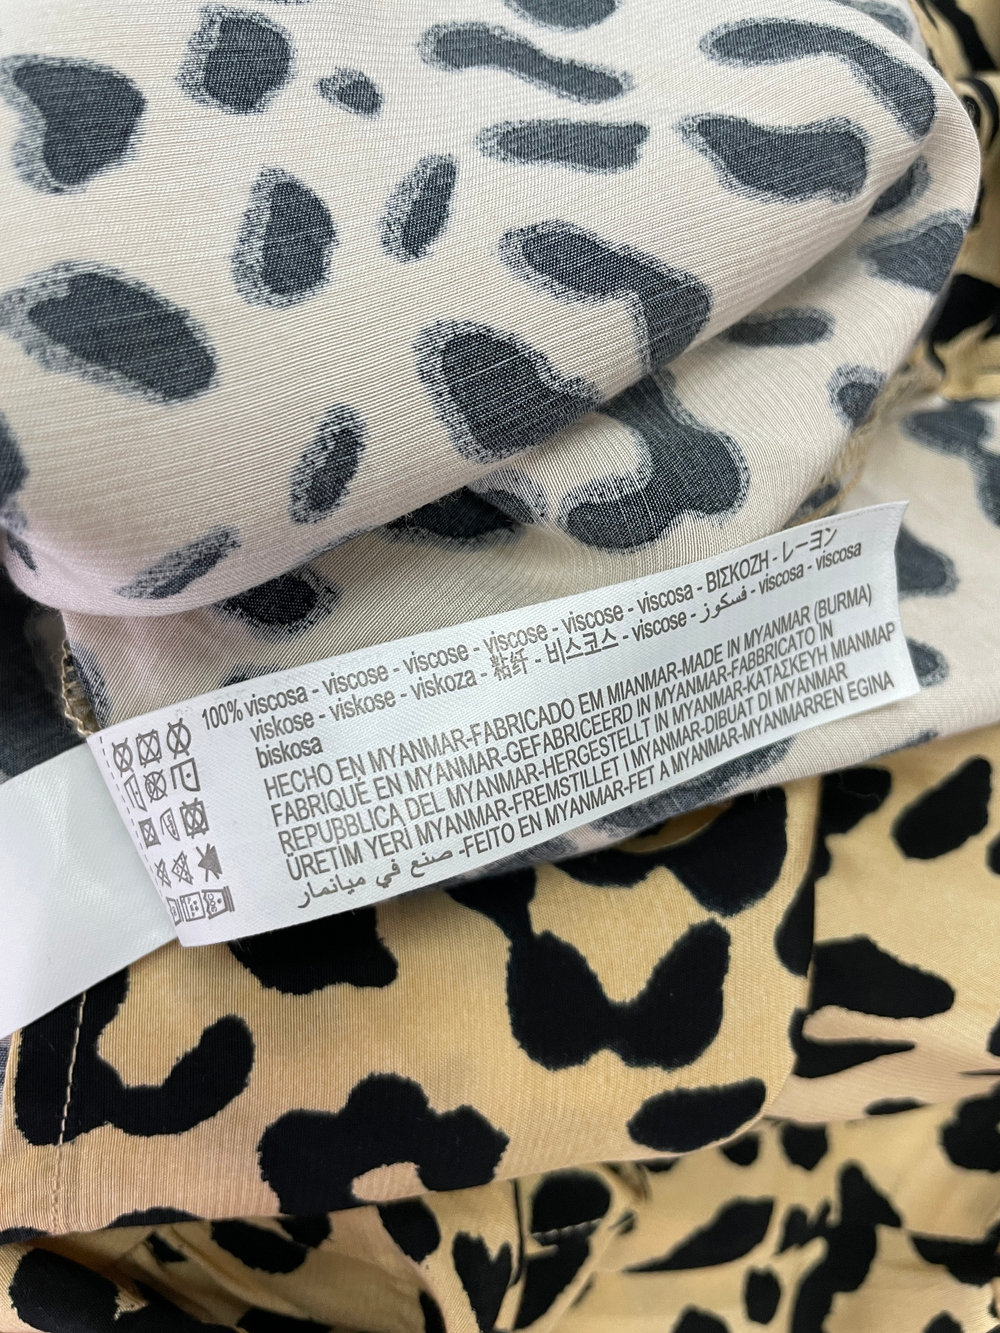 100% viscosa - viscose - viscose - viscose - viscose - viscosa - ΒΙΣΚΟΖΗ - レーヨン
viskose - viskoza - 粘纤 - 비스코스 - viscose - فسكوز - viscosa - viscosa
biskosa
HECHO EN MYANMAR-FABRICADO EM MIANMAR-MADE IN MYANMAR (BURMA)
FABRIQUÉ EN MYANMAR-GEFABRICEERD IN MYANMAR-FABBRICATO IN
REPUBBLICA DEL MYANMAR-HERGESTELLT IN MYANMAR-ΚΑΤΑΣΚΕΥΗ ΜΙΑΝΜΑΡ
ÜRETIM YERİ MYANMAR-FREMSTILLET I MYANMAR-DIBUAT DI MYANMAR
صنع في ميانمار -FEITO EN MYANMAR-FET A MYANMAR-MYANMARREN EGINA